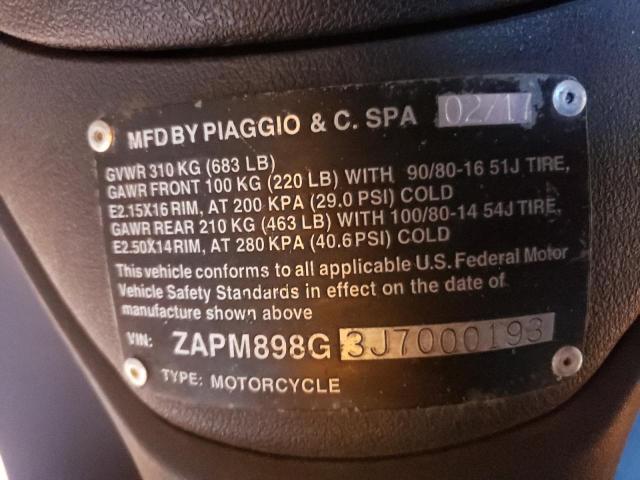 MFD BY PIAGGIO & C. SPA 02/17
GVWR 310 KG (683 LB)
GAWR FRONT 100 KG (220 LB) WITH 90/80-16 51J TIRE,
E2.15X16 RIM, AT 200 KPA (29.0 PSI) COLD
GAWR REAR 210 KG (463 LB) WITH 100/80-14 54J TIRE,
E2.50X14 RIM, AT 280 KPA (40.6 PSI) COLD
This vehicle conforms to all applicable U.S. Federal Motor
Vehicle Safety Standards in effect on the date of
manufacture shown above
VIN: ZAPM898G 3J7000193
TYPE: MOTORCYCLE